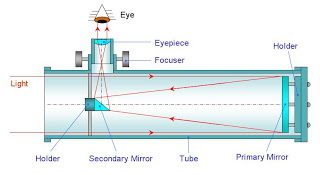 Eye
Eyepiece
Focuser
Holder
Light
Holder
Secondary Mirror
Tube
Primary Mirror